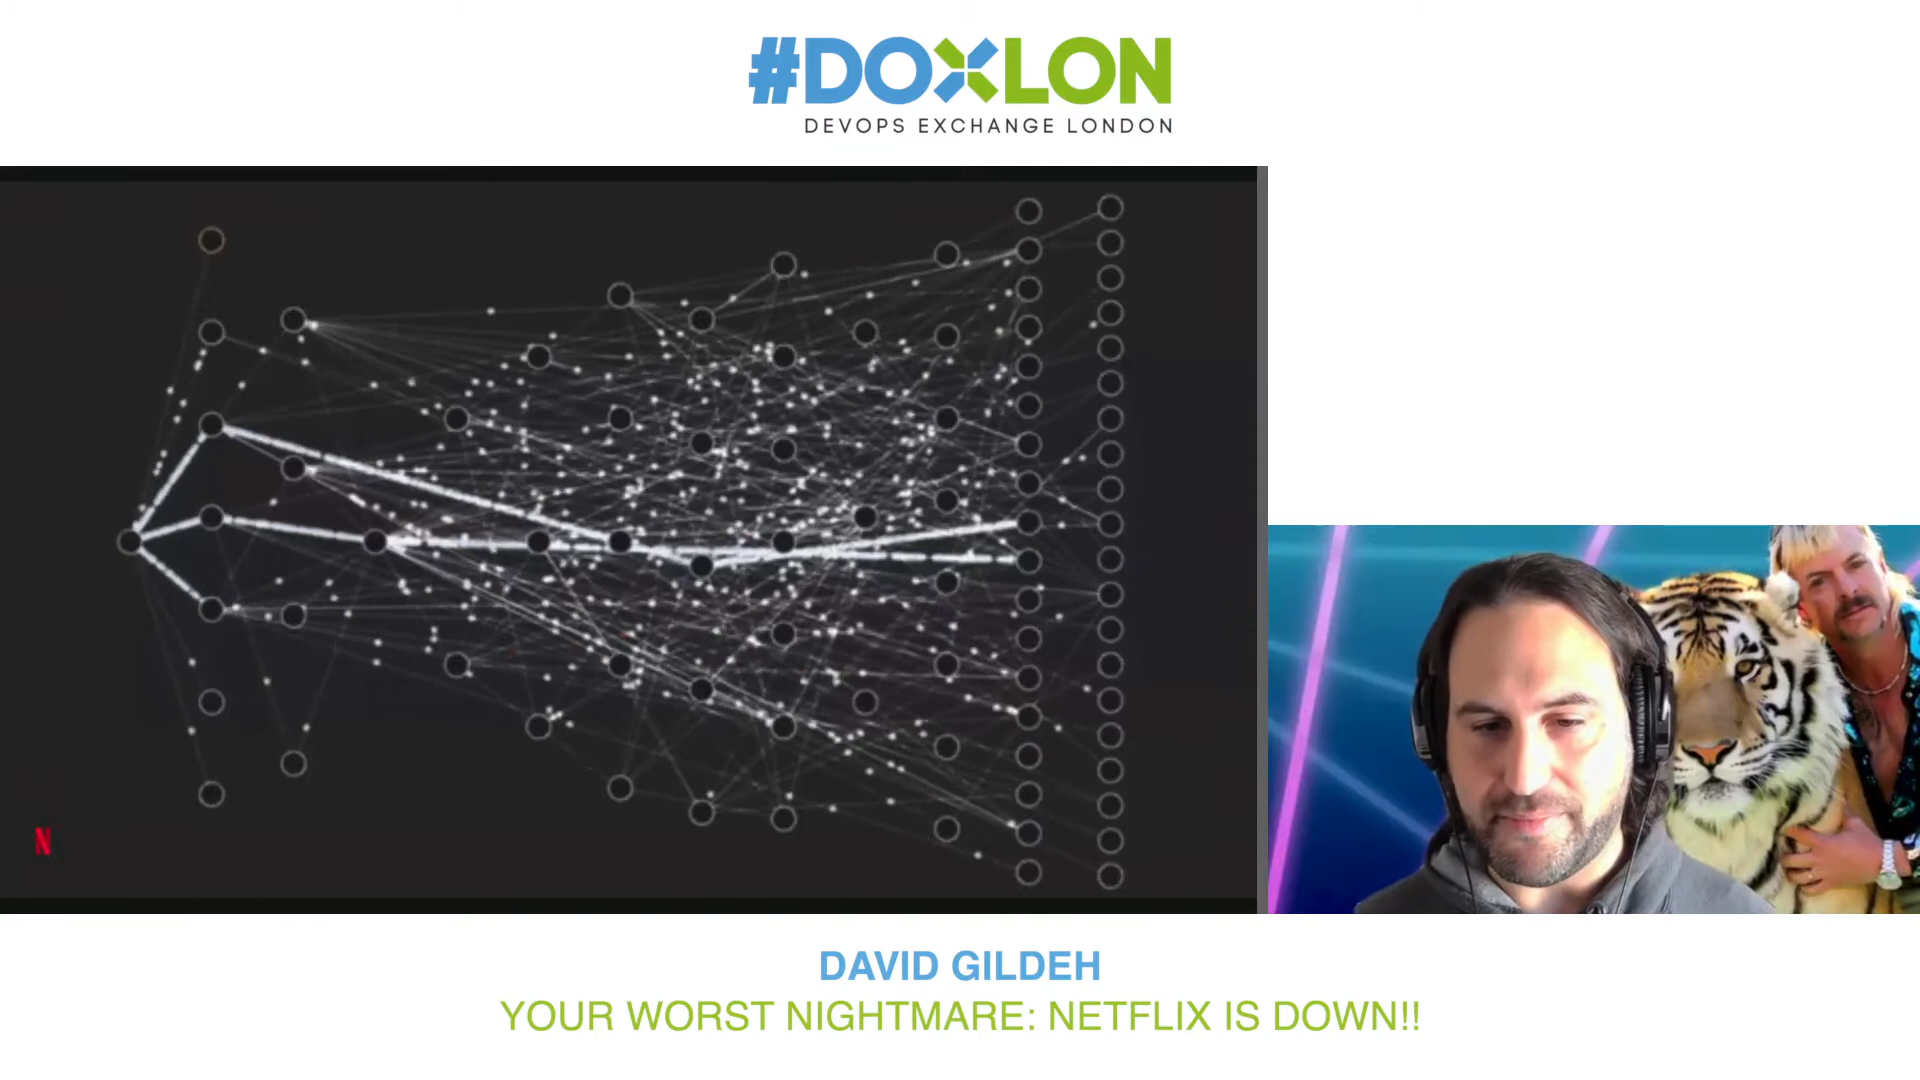 #DOXLON
DEVOPS EXCHANGE LONDON
N
DAVID GILDEH
YOUR WORST NIGHTMARE: NETFLIX IS DOWN!!